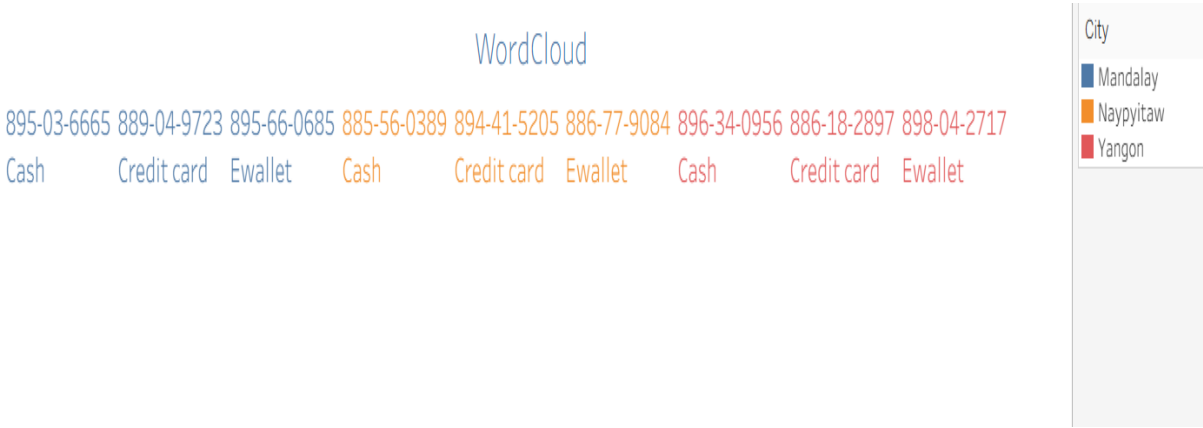 WordCloud
895-03-6665 889-04-9723 895-66-0685 885-56-0389 894-41-5205 886-77-9084 896-34-0956 886-18-2897 898-04-2717
Cash Credit card Ewallet Cash Credit card Ewallet Cash Credit card Ewallet
City
Mandalay
Naypyitaw
Yangon